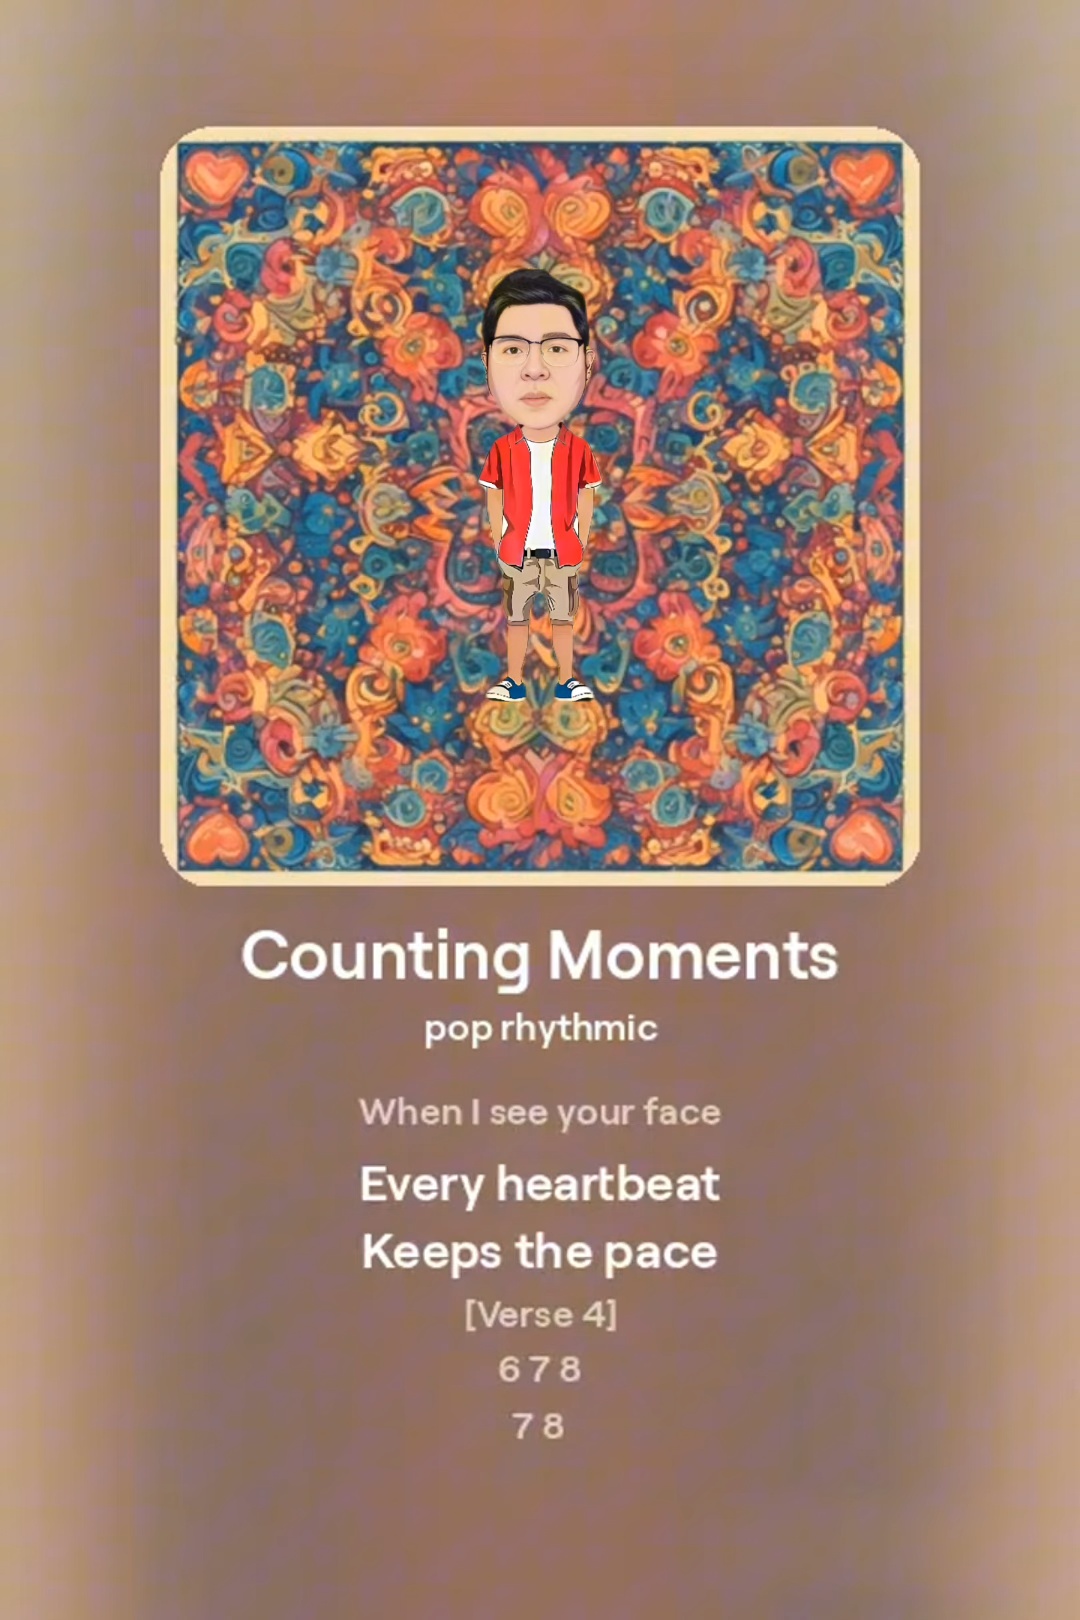 Counting Moments
pop rhythmic
When I see your face
Every heartbeat
Keeps the pace
[Verse 4]
6 7 8
7 8